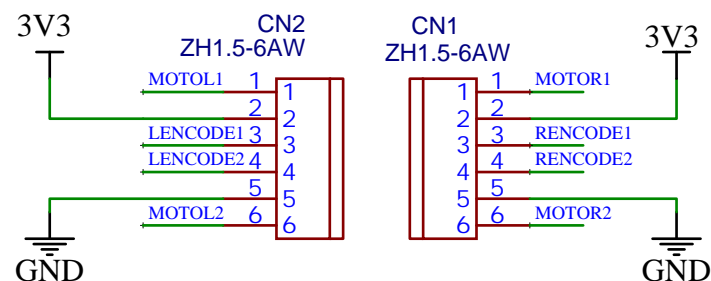 3V3
CN2
ZH1.5-6AW
MOTOL1 1 1
2 2
LENCODE1 3 3
LENCODE2 4 4
5 5
MOTOL2 6 6
GND
CN1
ZH1.5-6AW
3V3
1 1 MOTOR1
2 2
3 3 RENCODE1
4 4 RENCODE2
5 5
6 6 MOTOR2
GND